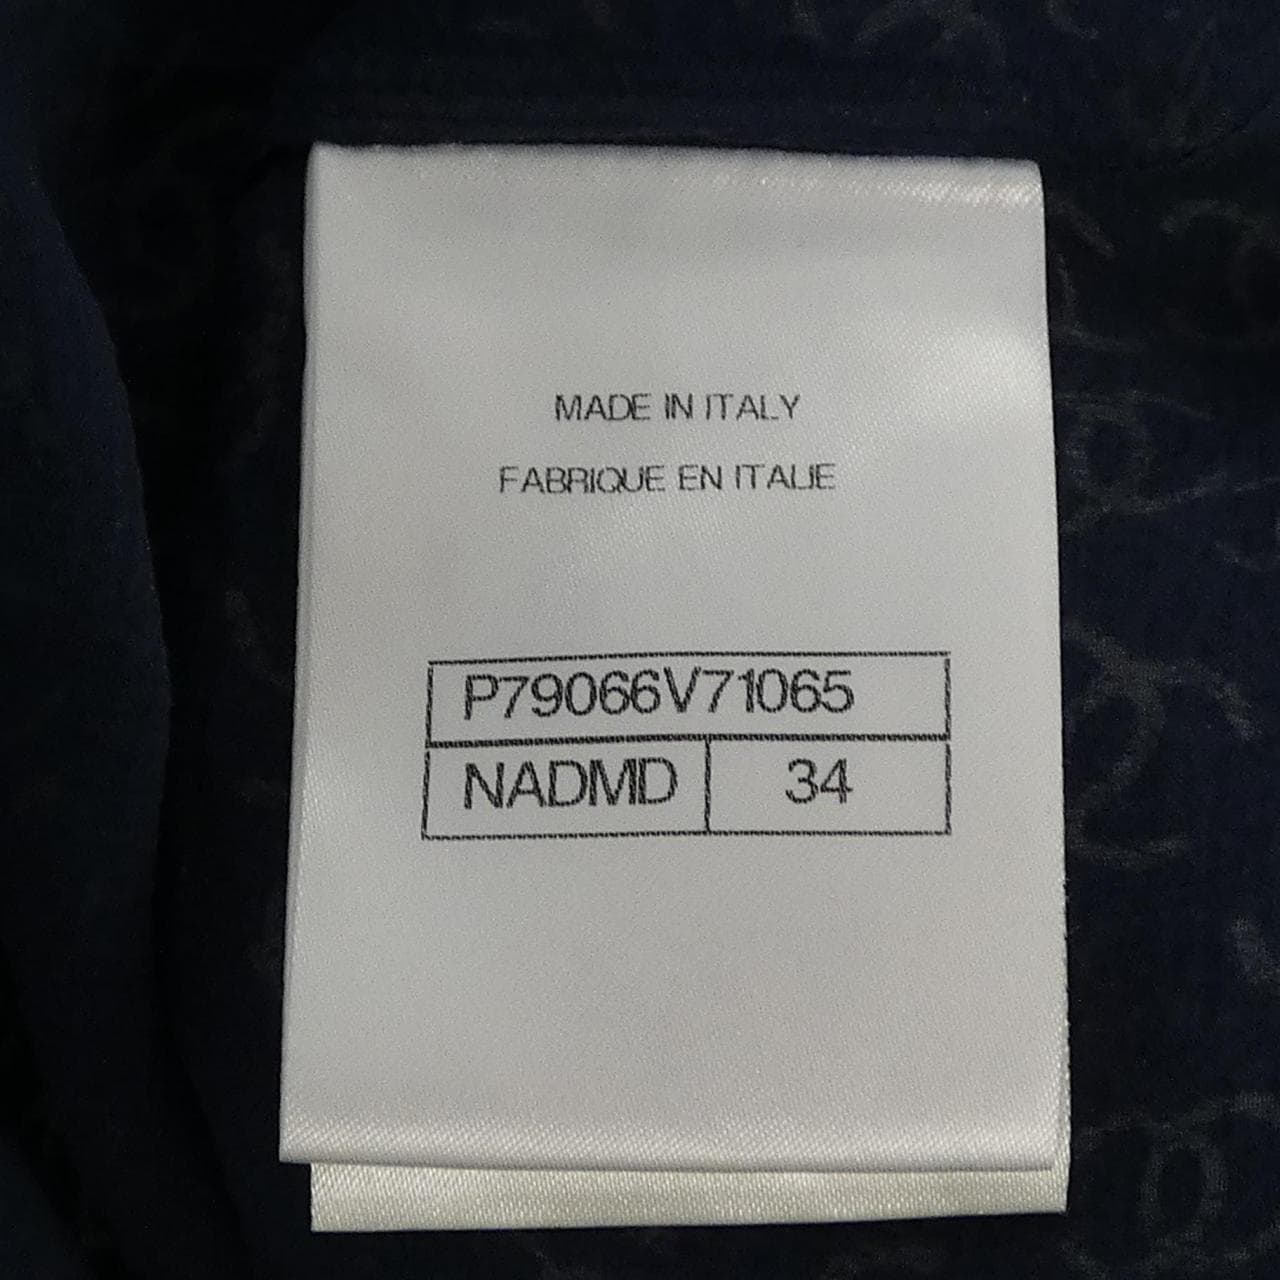 MADE IN ITALY
FABRIQUE EN ITALIE
P79066V71065
NADMD 34